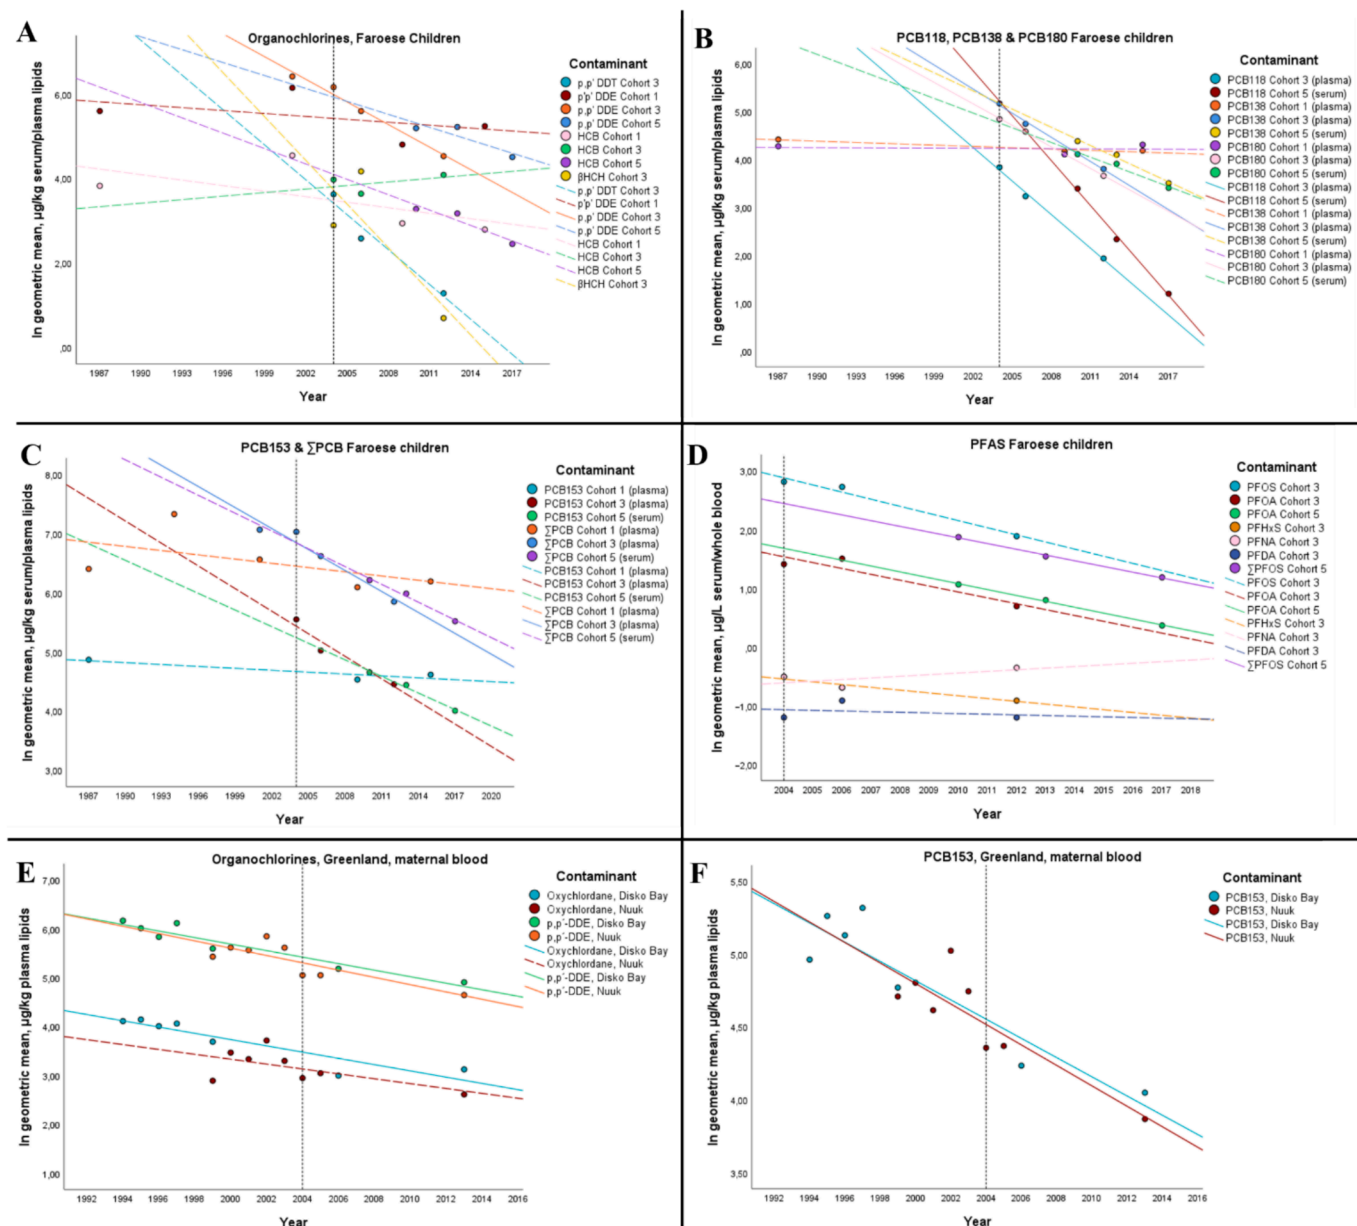 A
Organochlorines, Faroese Children
ln geometric mean, µg/kg serum/plasma lipids
6,00
4,00
2,00
,00
1987 1990 1993 1996 1999 2002 2005 2008 2011 2014 2017
Year
Contaminant
p,p' DDT Cohort 3
p'p' DDE Cohort 1
p,p' DDE Cohort 3
p,p' DDE Cohort 5
HCB Cohort 1
HCB Cohort 3
HCB Cohort 5
βHCH Cohort 3
p,p' DDT Cohort 3
p'p' DDE Cohort 1
p,p' DDE Cohort 3
p,p' DDE Cohort 5
HCB Cohort 1
HCB Cohort 3
HCB Cohort 5
βHCH Cohort 3
B
PCB118, PCB138 & PCB180 Faroese children
ln geometric mean, µg/kg serum/plasma lipids
6,00
5,00
4,00
3,00
2,00
1,00
,00
1987 1990 1993 1996 1999 2002 2005 2008 2011 2014 2017
Year
Contaminant
PCB118 Cohort 3 (plasma)
PCB118 Cohort 5 (serum)
PCB138 Cohort 1 (plasma)
PCB138 Cohort 3 (plasma)
PCB138 Cohort 5 (serum)
PCB180 Cohort 1 (plasma)
PCB180 Cohort 3 (plasma)
PCB180 Cohort 5 (serum)
PCB118 Cohort 3 (plasma)
PCB118 Cohort 5 (serum)
PCB138 Cohort 1 (plasma)
PCB138 Cohort 3 (plasma)
PCB138 Cohort 5 (serum)
PCB180 Cohort 1 (plasma)
PCB180 Cohort 3 (plasma)
PCB180 Cohort 5 (serum)
C
PCB153 & ∑PCB Faroese children
ln geometric mean, µg/kg serum/plasma lipids
8,00
7,00
6,00
5,00
4,00
3,00
1987 1990 1993 1996 1999 2002 2005 2008 2011 2014 2017 2020
Year
Contaminant
PCB153 Cohort 1 (plasma)
PCB153 Cohort 3 (plasma)
PCB153 Cohort 5 (serum)
∑PCB Cohort 1 (plasma)
∑PCB Cohort 3 (plasma)
∑PCB Cohort 5 (serum)
PCB153 Cohort 1 (plasma)
PCB153 Cohort 3 (plasma)
PCB153 Cohort 5 (serum)
∑PCB Cohort 1 (plasma)
∑PCB Cohort 3 (plasma)
∑PCB Cohort 5 (serum)
D
PFAS Faroese children
ln geometric mean, µg/L serum/whole blood
3,00
2,00
1,00
,00
−1,00
−2,00
2004 2005 2006 2007 2008 2009 2010 2011 2012 2013 2014 2015 2016 2017 2018
Year
Contaminant
PFOS Cohort 3
PFOA Cohort 3
PFOA Cohort 5
PFHxS Cohort 3
PFNA Cohort 3
PFDA Cohort 3
∑PFOS Cohort 5
PFOS Cohort 3
PFOA Cohort 3
PFOA Cohort 5
PFHxS Cohort 3
PFNA Cohort 3
PFDA Cohort 3
∑PFOS Cohort 5
E
Organochlorines, Greenland, maternal blood
ln geometric mean, µg/kg plasma lipids
7,00
6,00
5,00
4,00
3,00
2,00
1,00
1992 1994 1996 1998 2000 2002 2004 2006 2008 2010 2012 2014 2016
Year
Contaminant
Oxychlordane, Disko Bay
Oxychlordane, Nuuk
p,p´-DDE, Disko Bay
p,p´-DDE, Nuuk
Oxychlordane, Disko Bay
Oxychlordane, Nuuk
p,p´-DDE, Disko Bay
p,p´-DDE, Nuuk
F
PCB153, Greenland, maternal blood
ln geometric mean, µg/kg plasma lipids
5,50
5,00
4,50
4,00
3,50
1992 1994 1996 1998 2000 2002 2004 2006 2008 2010 2012 2014 2016
Year
Contaminant
PCB153, Disko Bay
PCB153, Nuuk
PCB153, Disko Bay
PCB153, Nuuk